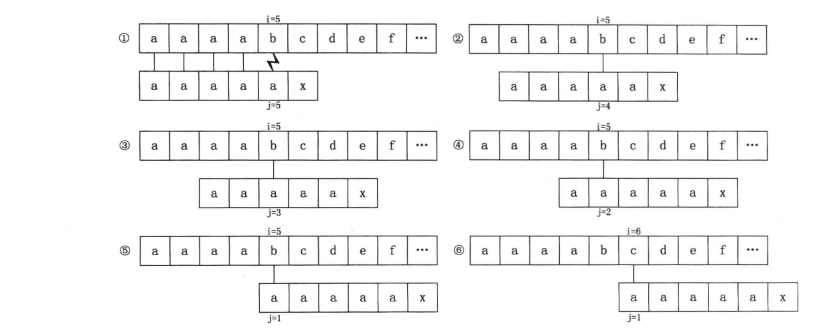 i=5
① a a a a b c d e f …
a a a a a x
j=5
i=5
② a a a a b c d e f …
a a a a a x
j=4
i=5
③ a a a a b c d e f …
a a a a a x
j=3
i=5
④ a a a a b c d e f …
a a a a a x
j=2
i=5
⑤ a a a a b c d e f …
a a a a a x
j=1
i=6
⑥ a a a a b c d e f …
a a a a a x
j=1